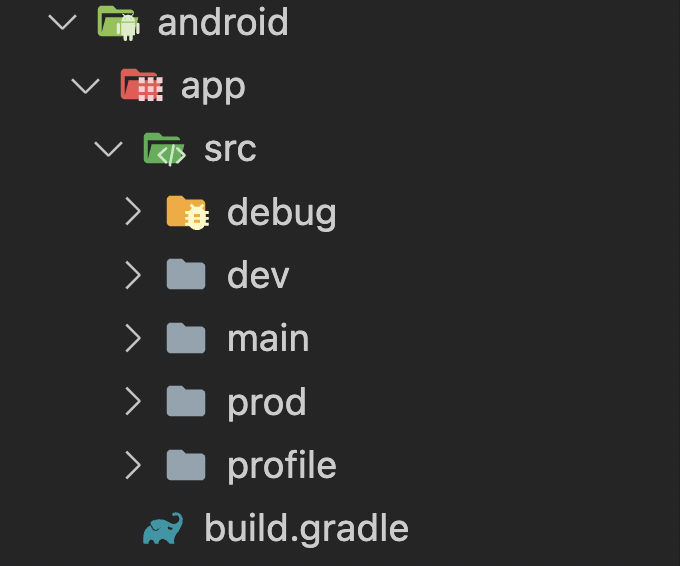 android
app
src
debug
dev
main
prod
profile
build.gradle